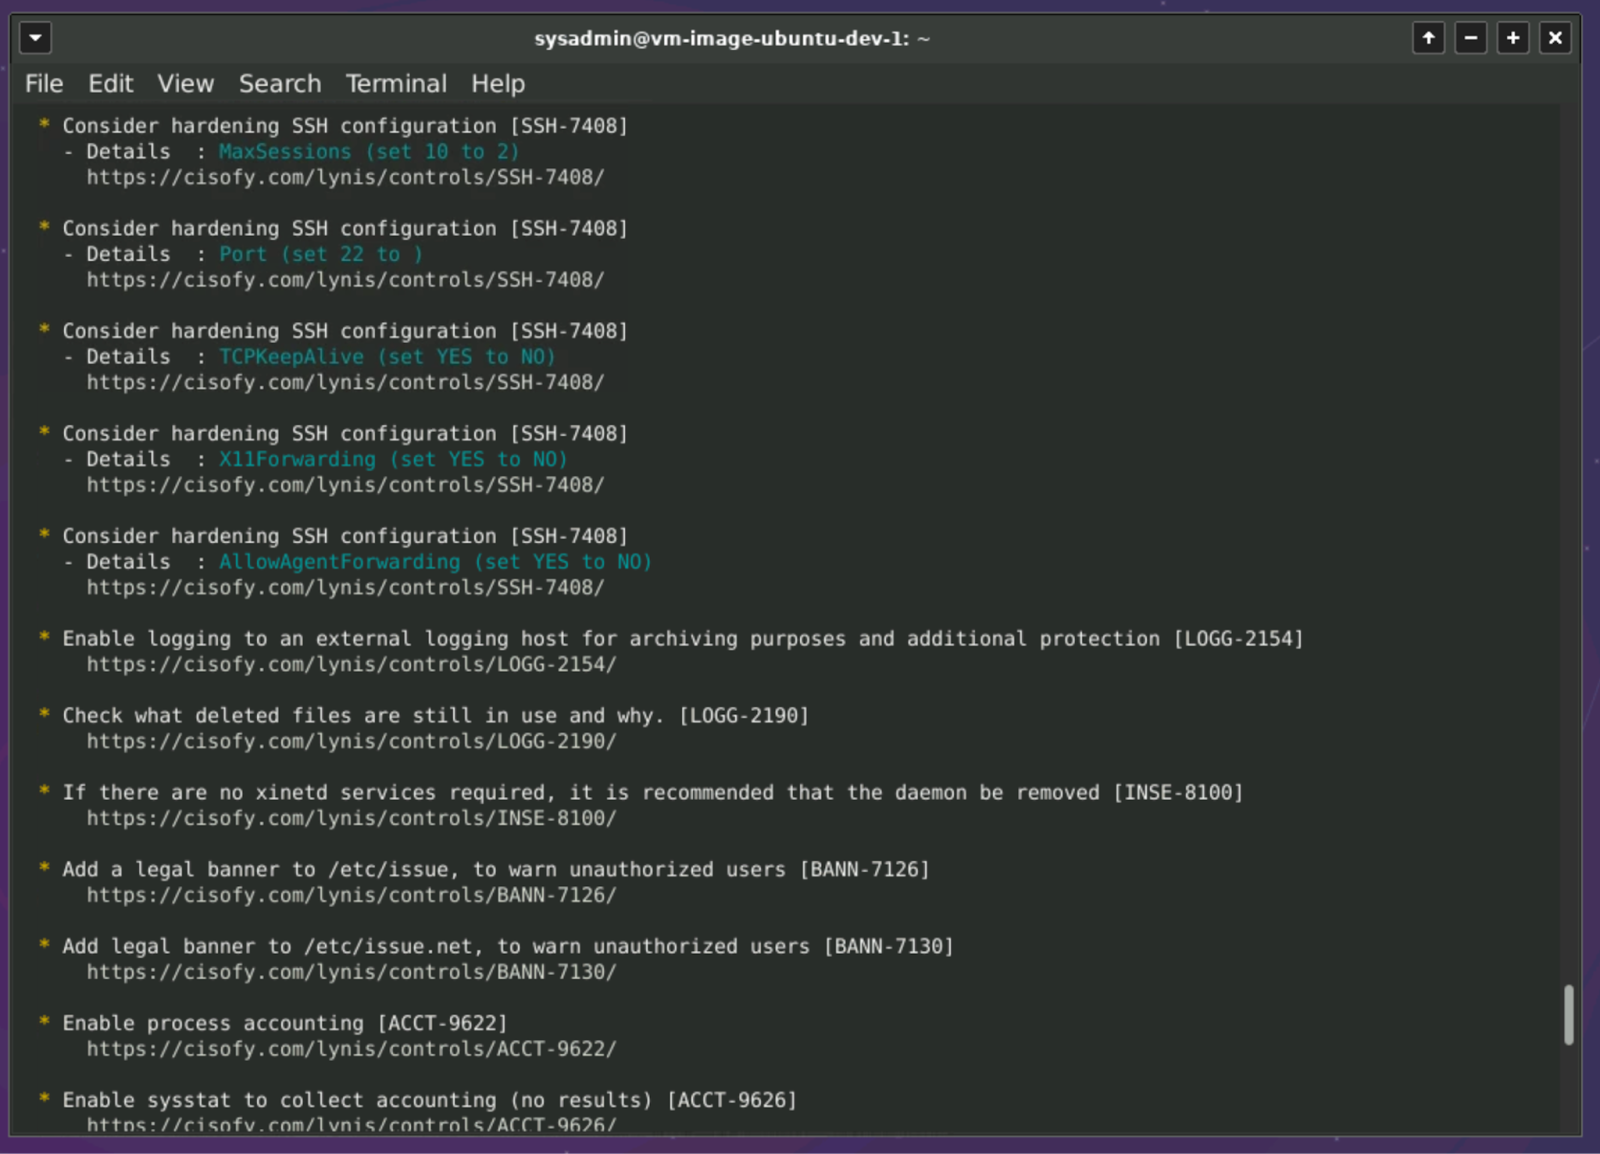 sysadmin@vm-image-ubuntu-dev-1: ~
File Edit View Search Terminal Help
* Consider hardening SSH configuration [SSH-7408]
- Details  : MaxSessions (set 10 to 2)
https://cisofy.com/lynis/controls/SSH-7408/
* Consider hardening SSH configuration [SSH-7408]
- Details  : Port (set 22 to )
https://cisofy.com/lynis/controls/SSH-7408/
* Consider hardening SSH configuration [SSH-7408]
- Details  : TCPKeepAlive (set YES to NO)
https://cisofy.com/lynis/controls/SSH-7408/
* Consider hardening SSH configuration [SSH-7408]
- Details  : X11Forwarding (set YES to NO)
https://cisofy.com/lynis/controls/SSH-7408/
* Consider hardening SSH configuration [SSH-7408]
- Details  : AllowAgentForwarding (set YES to NO)
https://cisofy.com/lynis/controls/SSH-7408/
* Enable logging to an external logging host for archiving purposes and additional protection [LOGG-2154]
https://cisofy.com/lynis/controls/LOGG-2154/
* Check what deleted files are still in use and why. [LOGG-2190]
https://cisofy.com/lynis/controls/LOGG-2190/
* If there are no xinetd services required, it is recommended that the daemon be removed [INSE-8100]
https://cisofy.com/lynis/controls/INSE-8100/
* Add a legal banner to /etc/issue, to warn unauthorized users [BANN-7126]
https://cisofy.com/lynis/controls/BANN-7126/
* Add legal banner to /etc/issue.net, to warn unauthorized users [BANN-7130]
https://cisofy.com/lynis/controls/BANN-7130/
* Enable process accounting [ACCT-9622]
https://cisofy.com/lynis/controls/ACCT-9622/
* Enable sysstat to collect accounting (no results) [ACCT-9626]
https://cisofy.com/lynis/controls/ACCT-9626/